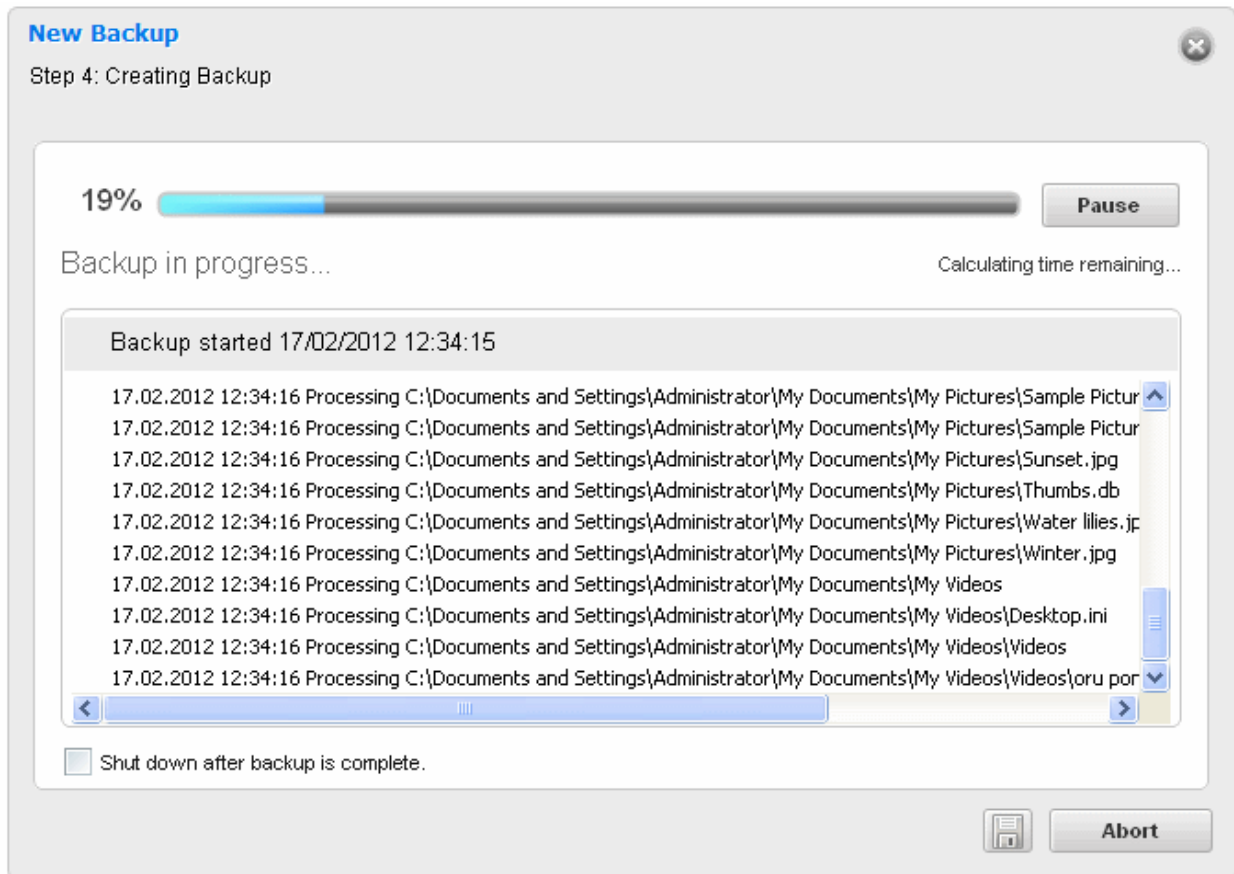 New Backup
Step 4: Creating Backup
19%
Pause
Backup in progress...
Calculating time remaining...
Backup started 17/02/2012 12:34:15
17.02.2012 12:34:16 Processing C:\Documents and Settings\Administrator\My Documents\My Pictures\Sample Pictur
17.02.2012 12:34:16 Processing C:\Documents and Settings\Administrator\My Documents\My Pictures\Sample Pictur
17.02.2012 12:34:16 Processing C:\Documents and Settings\Administrator\My Documents\My Pictures\Sunset.jpg
17.02.2012 12:34:16 Processing C:\Documents and Settings\Administrator\My Documents\My Pictures\Thumbs.db
17.02.2012 12:34:16 Processing C:\Documents and Settings\Administrator\My Documents\My Pictures\Water lilies.jp
17.02.2012 12:34:16 Processing C:\Documents and Settings\Administrator\My Documents\My Pictures\Winter.jpg
17.02.2012 12:34:16 Processing C:\Documents and Settings\Administrator\My Documents\My Videos
17.02.2012 12:34:16 Processing C:\Documents and Settings\Administrator\My Documents\My Videos\Desktop.ini
17.02.2012 12:34:16 Processing C:\Documents and Settings\Administrator\My Documents\My Videos\Videos
17.02.2012 12:34:16 Processing C:\Documents and Settings\Administrator\My Documents\My Videos\Videos\oru por
Shut down after backup is complete.
Abort